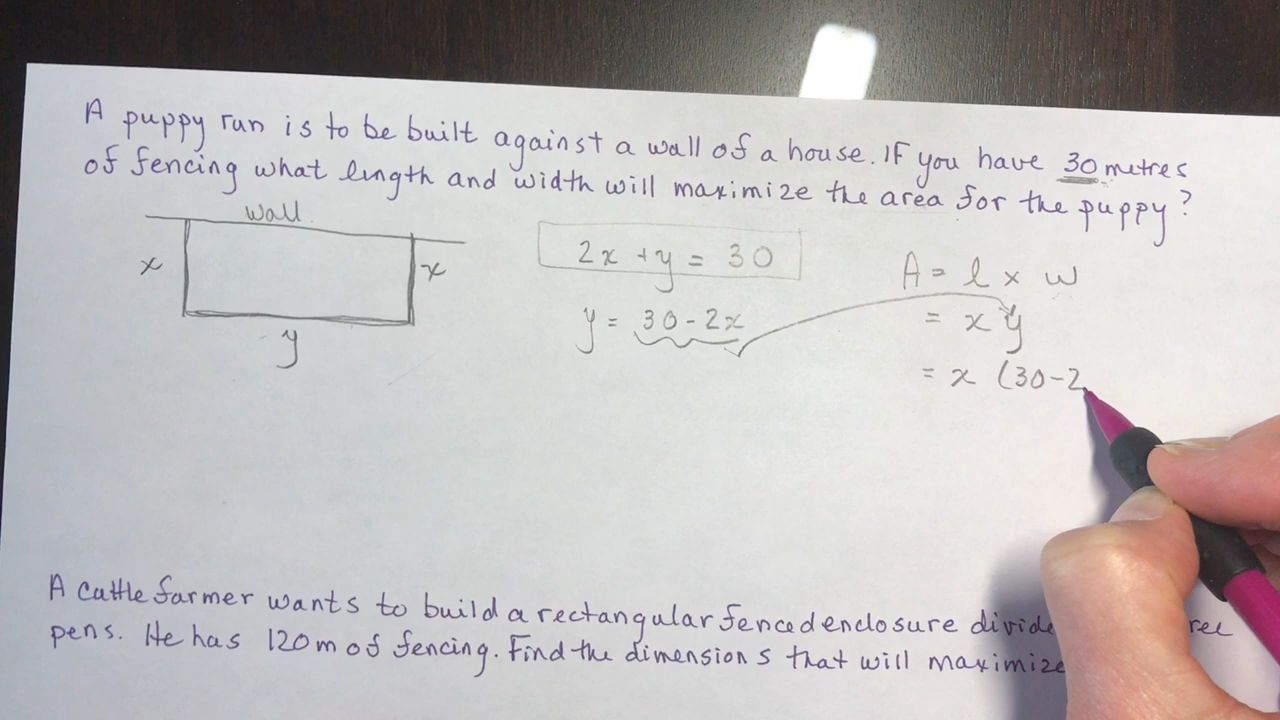 A puppy run is to be built against a wall of a house. If you have 30 metres
of fencing what length and width will maximize the area for the puppy?
wall
x
x
y
2x + y = 30
y = 30 - 2x
A = l x w
= x y
= x (30 - 2
A cattle farmer wants to build a rectangular fenced enclosure
pens. He has 120 m of fencing. Find the dimensions that will maximize